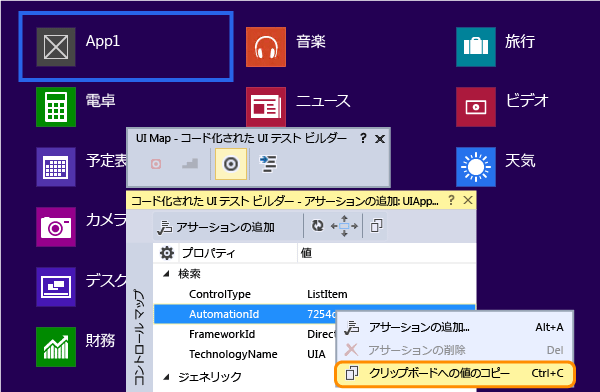 App1
音楽
旅行
電卓
ニュース
ビデオ
予定表
天気
カメラ
デスク
財務
UI Map - コード化された UI テスト ビルダー
コード化された UI テスト ビルダー - アサーションの追加: UIApp...
アサーションの追加
コントロール マップ
プロパティ 値
検索
ControlType ListItem
AutomationId 7254c
FrameworkId Direct
TechnologyName UIA
ジェネリック
アサーションの追加... Alt+A
アサーションの削除 Del
クリップボードへの値のコピー Ctrl+C